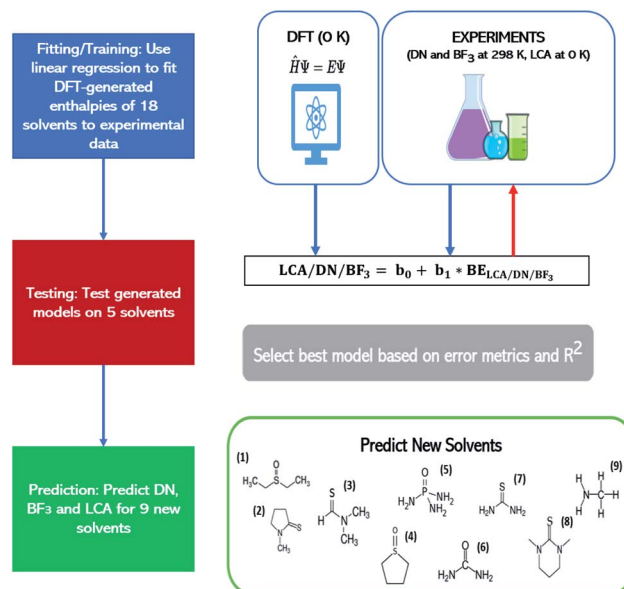 Fitting/Training: Use
linear regression to fit
DFT-generated
enthalpies of 18
solvents to experimental
data
DFT (0 K)
ĤΨ = EΨ
EXPERIMENTS
(DN and BF₃ at 298 K, LCA at 0 K)
LCA/DN/BF₃ = b₀ + b₁ * BE_LCA/DN/BF₃
Testing: Test generated
models on 5 solvents
Select best model based on error metrics and R²
Prediction: Predict DN,
BF₃ and LCA for 9 new
solvents
Predict New Solvents
(1)
O
S
H₃C
CH₃
(2)
N
S
CH₃
(3)
S
H
N
CH₃
CH₃
(4)
O
S
(5)
O
P
H₂N
NH₂
NH₂
(6)
O
C
H₂N
NH₂
(7)
S
H₂N
NH₂
(8)
S
N
N
(9)
H
H
N
C
H
H
H